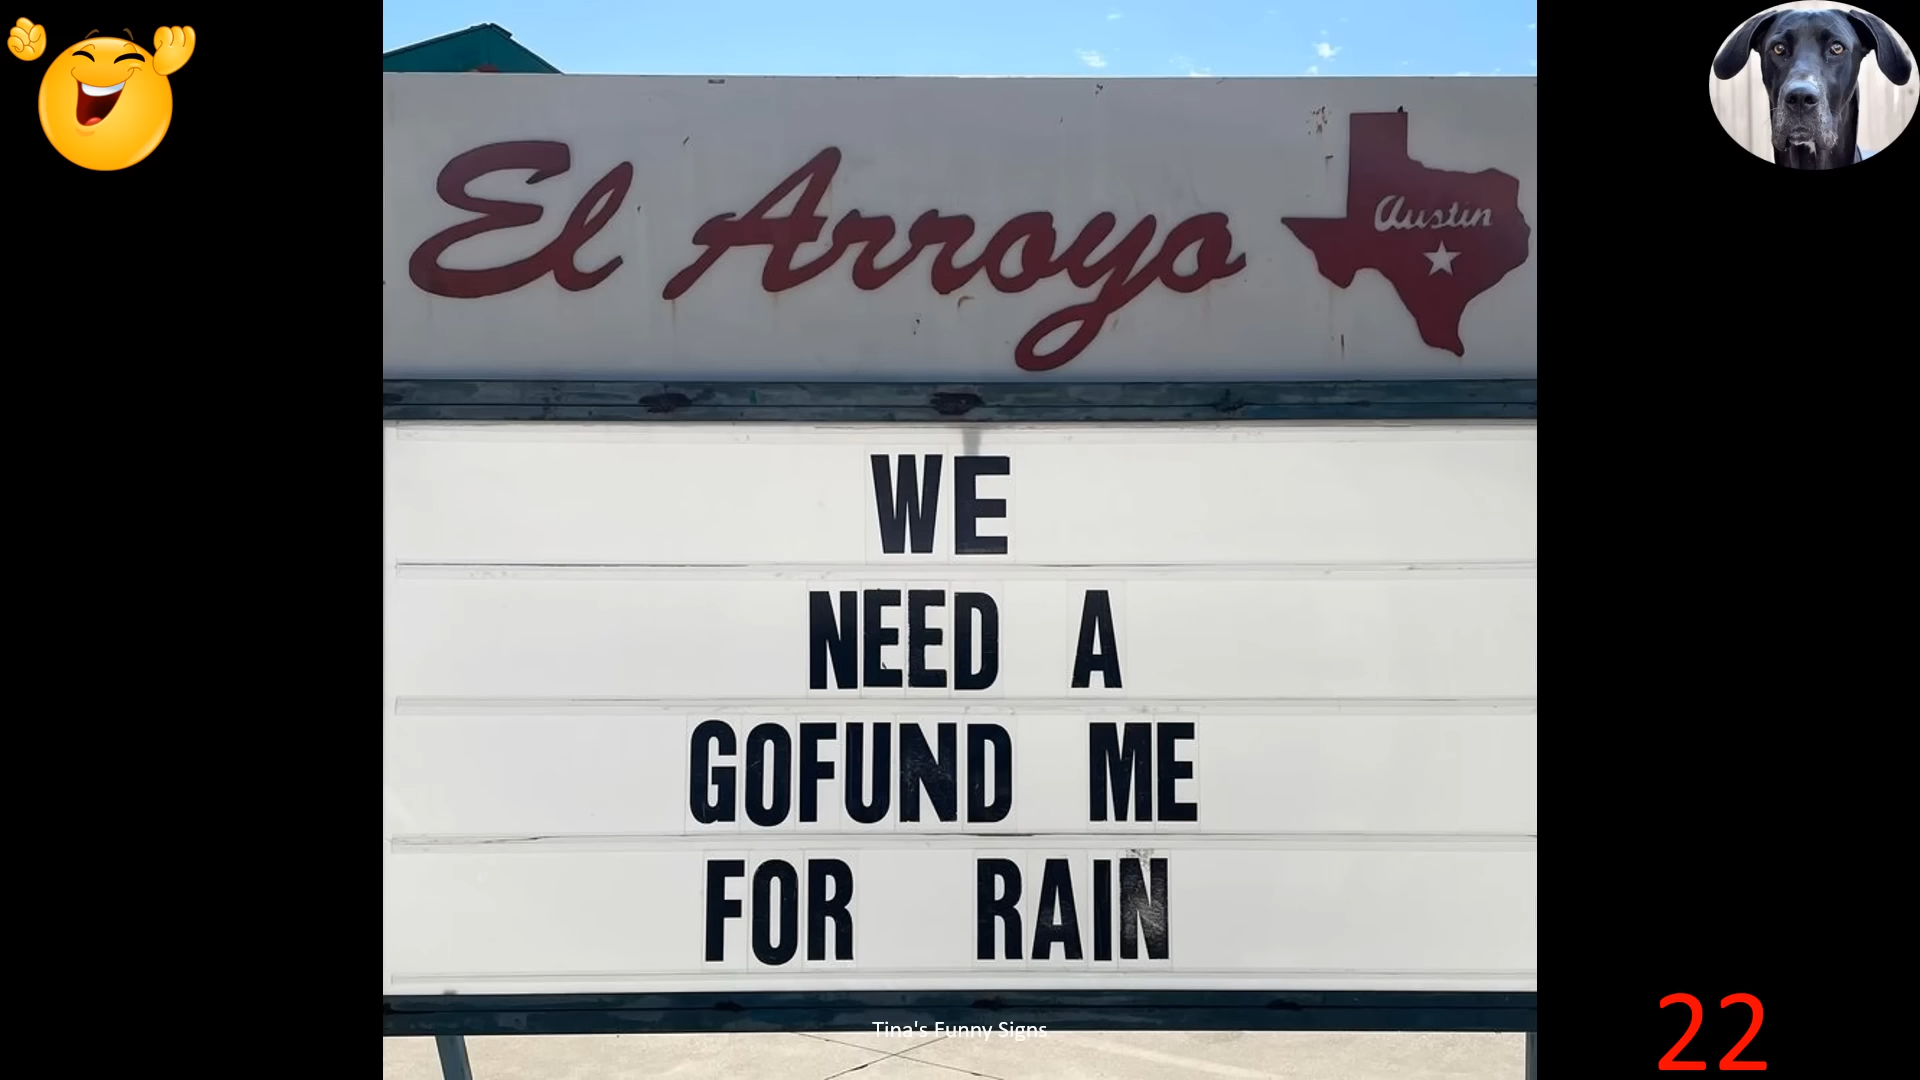 El Arroyo
Austin
WE
NEED A
GOFUND ME
FOR RAIN
Tina's Funny Signs
22